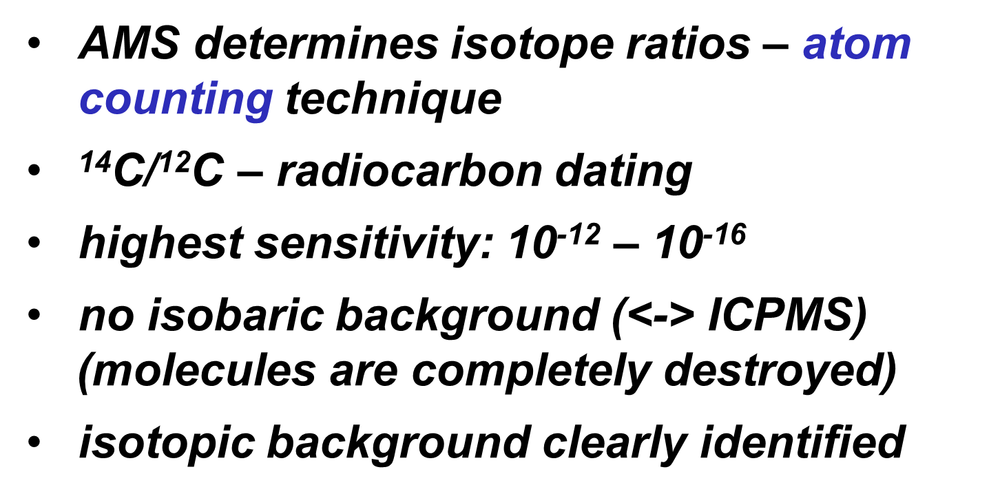 • AMS determines isotope ratios – atom
counting technique
• ¹⁴C/¹²C – radiocarbon dating
• highest sensitivity: 10⁻¹² – 10⁻¹⁶
• no isobaric background (<-> ICPMS)
(molecules are completely destroyed)
• isotopic background clearly identified